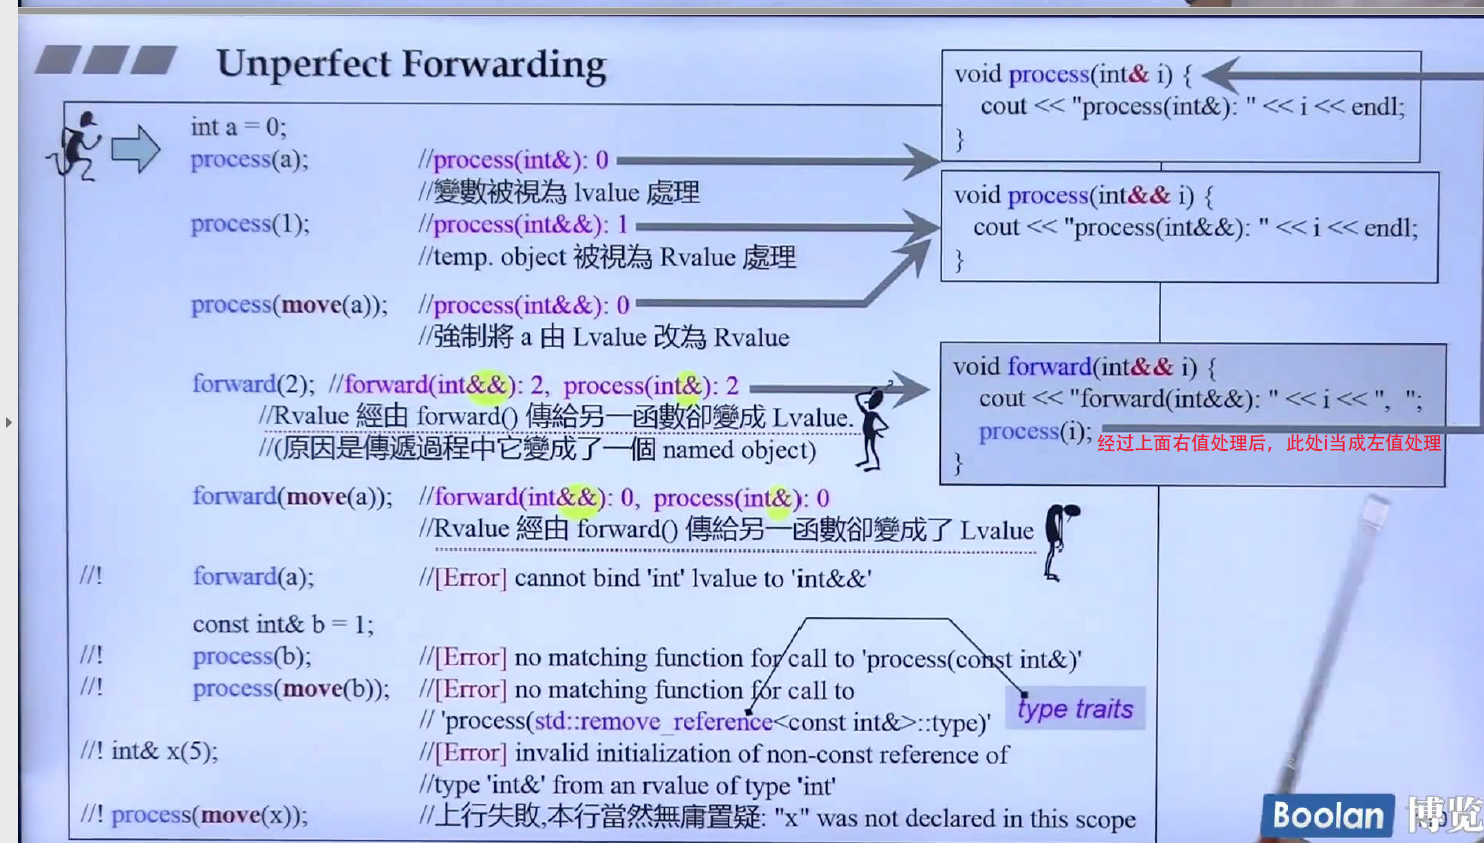 Unperfect Forwarding
void process(int& i) {
cout << "process(int&): " << i << endl;
}
void process(int&& i) {
cout << "process(int&&): " << i << endl;
}
void forward(int&& i) {
cout << "forward(int&&): " << i << ", ";
process(i); 经过上面右值处理后，此处i当成左值处理
}
int a = 0;
process(a); //process(int&): 0
//變數被視為 lvalue 處理
process(1); //process(int&&): 1
//temp. object 被視為 Rvalue 處理
process(move(a)); //process(int&&): 0
//強制將 a 由 Lvalue 改為 Rvalue
forward(2); //forward(int&&): 2, process(int&): 2
//Rvalue 經由 forward() 傳給另一函數卻變成 Lvalue.
//(原因是傳遞過程中它變成了一個 named object)
forward(move(a)); //forward(int&&): 0, process(int&): 0
//Rvalue 經由 forward() 傳給另一函數卻變成了 Lvalue
//! forward(a); //[Error] cannot bind 'int' lvalue to 'int&&'
const int& b = 1;
//! process(b); //[Error] no matching function for call to 'process(const int&)'
//! process(move(b)); //[Error] no matching function for call to
// 'process(std::remove_reference<const int&>::type)'
type traits
//! int& x(5); //[Error] invalid initialization of non-const reference of
//type 'int&' from an rvalue of type 'int'
//! process(move(x)); //上行失敗,本行當然無庸置疑: "x" was not declared in this scope
Boolan 博览